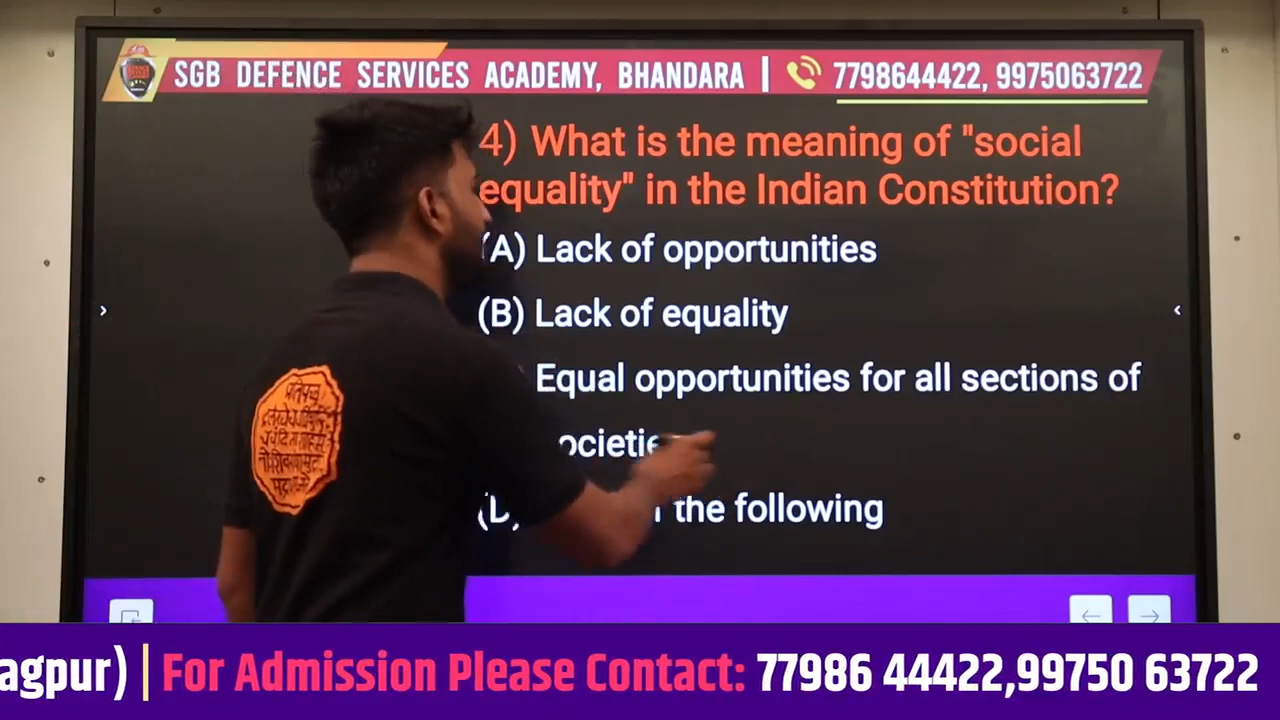 SGB DEFENCE SERVICES ACADEMY, BHANDARA | 7798644422, 9975063722
4) What is the meaning of "social
equality" in the Indian Constitution?
(A) Lack of opportunities
(B) Lack of equality
Equal opportunities for all sections of
the following
agpur) | For Admission Please Contact: 77986 44422,99750 63722